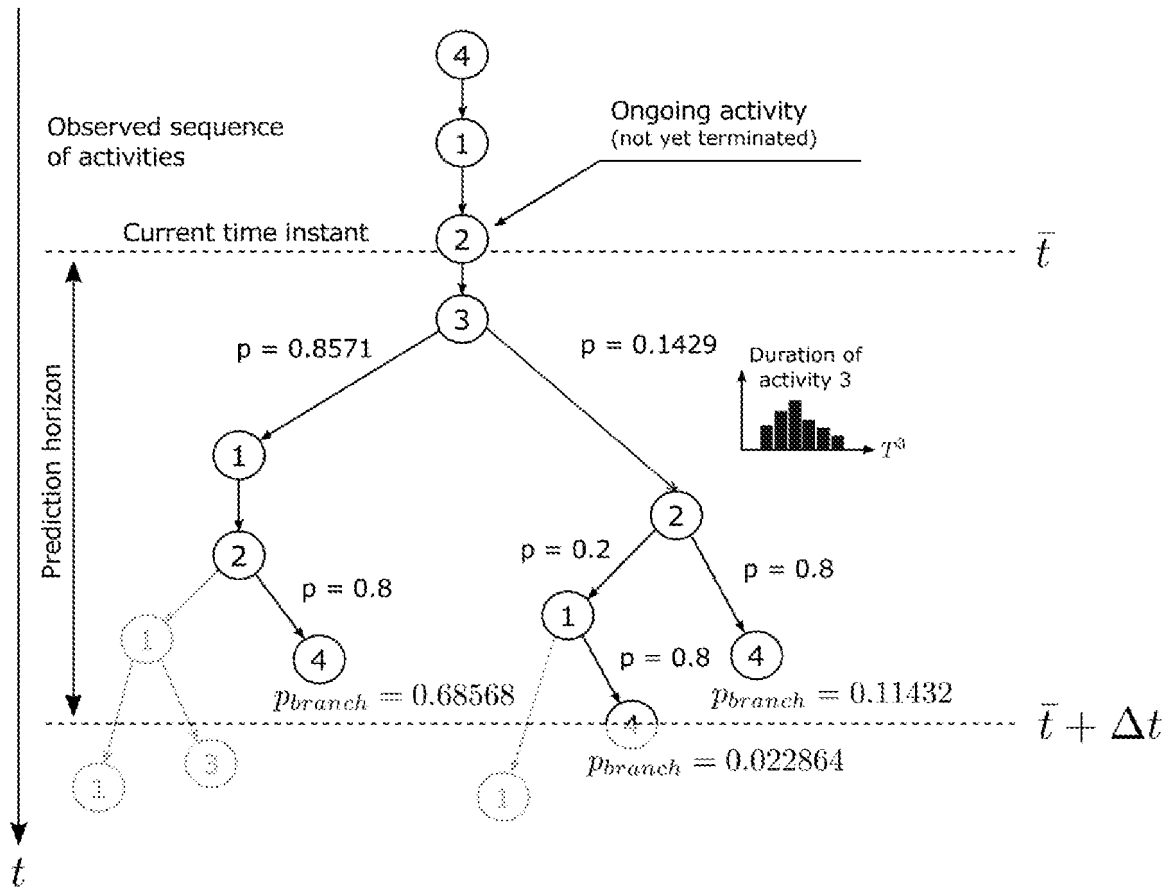 4
Observed sequence
of activities
1
Ongoing activity
(not yet terminated)
Current time instant
2
t̄
3
p = 0.8571
p = 0.1429
Duration of
activity 3
T³
Prediction horizon
1
2
2
p = 0.2
p = 0.8
p = 0.8
1
1
4
p = 0.8
4
p_branch = 0.68568
p_branch = 0.11432
4
t̄ + Δt
p_branch = 0.022864
1
3
1
t